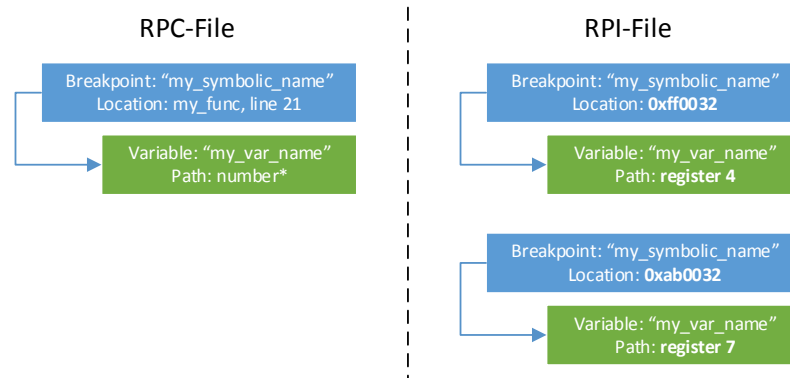 RPC-File
Breakpoint: “my_symbolic_name”
Location: my_func, line 21
Variable: “my_var_name”
Path: number*
RPI-File
Breakpoint: “my_symbolic_name”
Location: 0xff0032
Variable: “my_var_name”
Path: register 4
Breakpoint: “my_symbolic_name”
Location: 0xab0032
Variable: “my_var_name”
Path: register 7